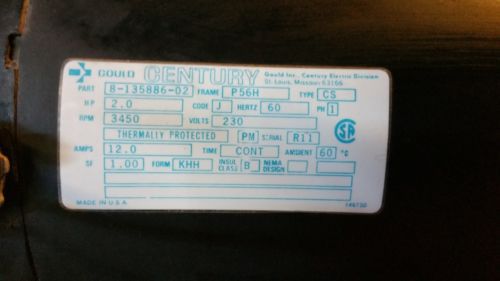 GOULD CENTURY Gould Inc., Century Electric Division
St. Louis, Missouri 63166
PART 8-135886-02 FRAME P56H TYPE CS
HP 2.0 CODE J HERTZ 60 PH 1
RPM 3450 VOLTS 230
THERMALLY PROTECTED PM SERIAL R11 SA
AMPS 12.0 TIME CONT AMBIENT 60 °C
SF 1.00 FORM KHH INSUL CLASS B NEMA DESIGN
MADE IN U.S.A.